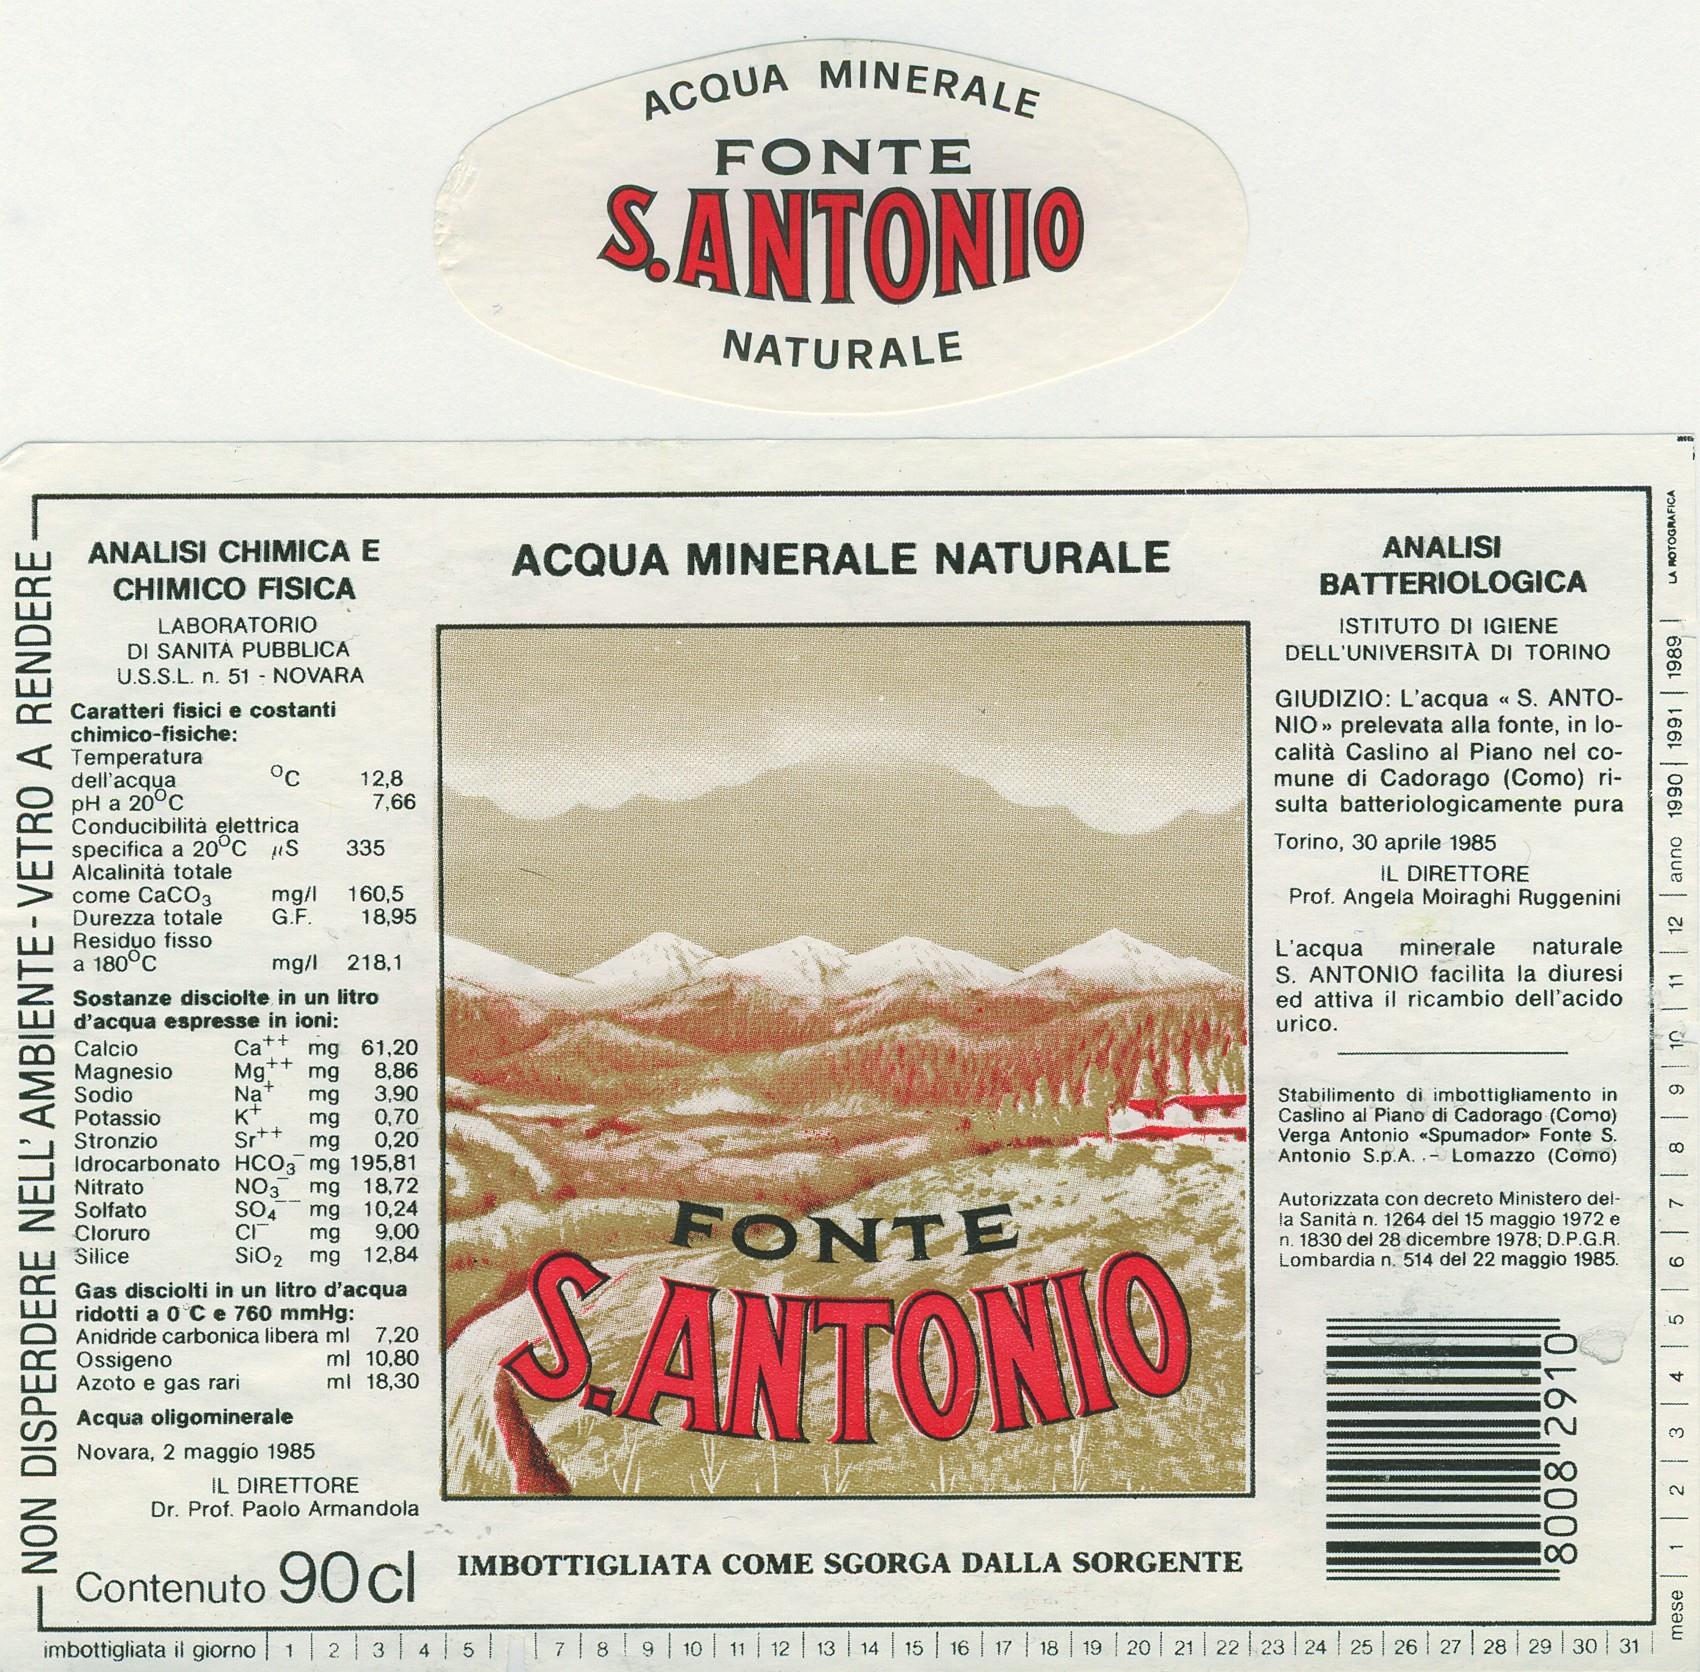 ACQUA MINERALE
FONTE
S.ANTONIO
NATURALE
NON DISPERDERE NELL'AMBIENTE - VETRO A RENDERE
ANALISI CHIMICA E
CHIMICO FISICA
LABORATORIO
DI SANITÀ PUBBLICA
U.S.S.L. n. 51 - NOVARA
Caratteri fisici e costanti
chimico-fisiche:
Temperatura
dell'acqua °C 12,8
pH a 20°C 7,66
Conducibilità elettrica
specifica a 20°C µS 335
Alcalinità totale
come CaCO₃ mg/l 160,5
Durezza totale G.F. 18,95
Residuo fisso
a 180°C mg/l 218,1
Sostanze disciolte in un litro
d'acqua espresse in ioni:
Calcio Ca⁺⁺ mg 61,20
Magnesio Mg⁺⁺ mg 8,86
Sodio Na⁺ mg 3,90
Potassio K⁺ mg 0,70
Stronzio Sr⁺⁺ mg 0,20
Idrocarbonato HCO₃⁻ mg 195,81
Nitrato NO₃⁻ mg 18,72
Solfato SO₄⁻⁻ mg 10,24
Cloruro Cl⁻ mg 9,00
Silice SiO₂ mg 12,84
Gas disciolti in un litro d'acqua
ridotti a 0°C e 760 mmHg:
Anidride carbonica libera ml 7,20
Ossigeno ml 10,80
Azoto e gas rari ml 18,30
Acqua oligominerale
Novara, 2 maggio 1985
IL DIRETTORE
Dr. Prof. Paolo Armandola
Contenuto 90 cl
ACQUA MINERALE NATURALE
FONTE
S.ANTONIO
IMBOTTIGLIATA COME SGORGA DALLA SORGENTE
ANALISI
BATTERIOLOGICA
ISTITUTO DI IGIENE
DELL'UNIVERSITÀ DI TORINO
GIUDIZIO: L'acqua « S. ANTO-
NIO» prelevata alla fonte, in lo-
calità Caslino al Piano nel co-
mune di Cadorago (Como) ri-
sulta batteriologicamente pura
Torino, 30 aprile 1985
IL DIRETTORE
Prof. Angela Moiraghi Ruggenini
L'acqua minerale naturale
S. ANTONIO facilita la diuresi
ed attiva il ricambio dell'acido
urico.
Stabilimento di imbottigliamento in
Caslino al Piano di Cadorago (Como)
Verga Antonio «Spumador» Fonte S.
Antonio S.p.A. - Lomazzo (Como)
Autorizzata con decreto Ministero del-
la Sanità n. 1264 del 15 maggio 1972 e
n. 1830 del 28 dicembre 1978; D.P.G.R.
Lombardia n. 514 del 22 maggio 1985.
8008 2910
LA ROTOGRAFICA
mese | 1 | 2 | 3 | 4 | 5 | 6 | 7 | 8 | 9 | 10 | 11 | 12 | anno 1990 | 1991 | 1989
imbottigliata il giorno | 1 | 2 | 3 | 4 | 5 | | 7 | 8 | 9 | 10 | 11 | 12 | 13 | 14 | 15 | 16 | 17 | 18 | 19 | 20 | 21 | 22 | 23 | 24 | 25 | 26 | 27 | 28 | 29 | 30 | 31